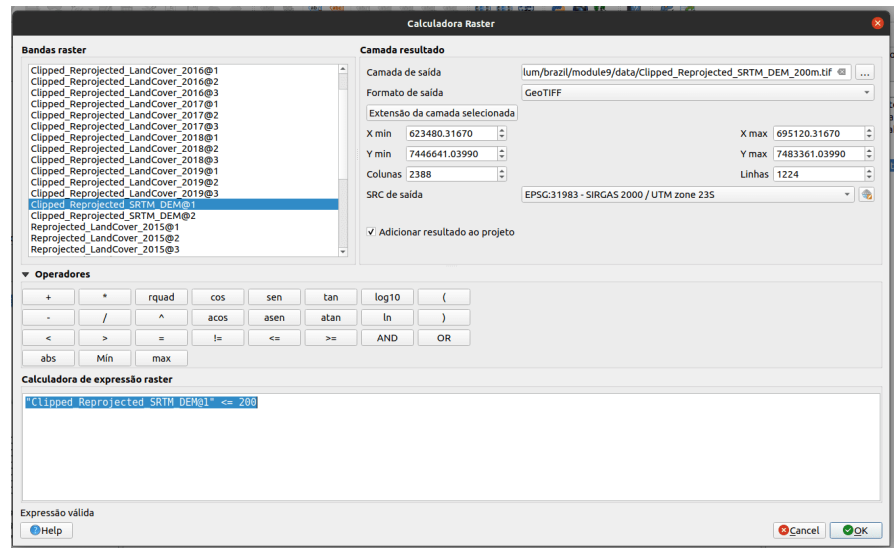 Calculadora Raster
Bandas raster
Clipped_Reprojected_LandCover_2016@1
Clipped_Reprojected_LandCover_2016@2
Clipped_Reprojected_LandCover_2016@3
Clipped_Reprojected_LandCover_2017@1
Clipped_Reprojected_LandCover_2017@2
Clipped_Reprojected_LandCover_2017@3
Clipped_Reprojected_LandCover_2018@1
Clipped_Reprojected_LandCover_2018@2
Clipped_Reprojected_LandCover_2018@3
Clipped_Reprojected_LandCover_2019@1
Clipped_Reprojected_LandCover_2019@2
Clipped_Reprojected_LandCover_2019@3
Clipped_Reprojected_SRTM_DEM@1
Clipped_Reprojected_SRTM_DEM@2
Reprojected_LandCover_2015@1
Reprojected_LandCover_2015@2
Reprojected_LandCover_2015@3
Camada resultado
Camada de saída lum/brazil/module9/data/Clipped_Reprojected_SRTM_DEM_200m.tif ...
Formato de saída GeoTIFF
Extensão da camada selecionada
X min 623480.31670 X max 695120.31670
Y min 7446641.03990 Y max 7483361.03990
Colunas 2388 Linhas 1224
SRC de saída EPSG:31983 - SIRGAS 2000 / UTM zone 23S
Adicionar resultado ao projeto
Operadores
+ * rquad cos sen tan log10 (
- / ^ acos asen atan ln )
< > = != <= >= AND OR
abs Mín max
Calculadora de expressão raster
"Clipped_Reprojected_SRTM_DEM@1" <= 200
Expressão válida
Help Cancel OK